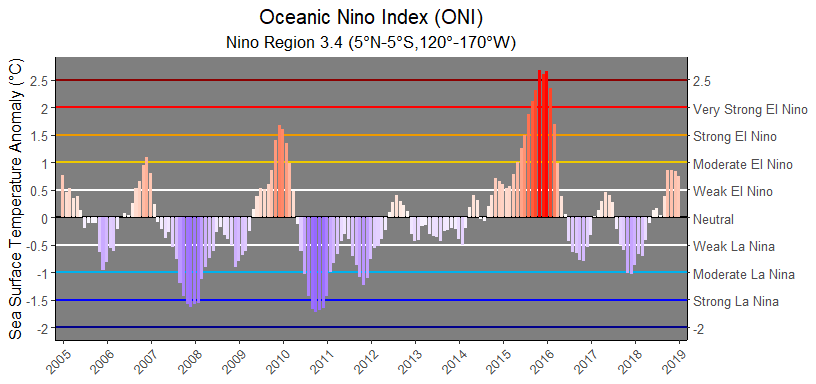 Oceanic Nino Index (ONI)
Nino Region 3.4 (5°N-5°S,120°-170°W)
Sea Surface Temperature Anomaly (°C)
2.5
2
1.5
1
0.5
0
-0.5
-1
-1.5
-2
2.5
Very Strong El Nino
Strong El Nino
Moderate El Nino
Weak El Nino
Neutral
Weak La Nina
Moderate La Nina
Strong La Nina
-2
2005
2006
2007
2008
2009
2010
2011
2012
2013
2014
2015
2016
2017
2018
2019